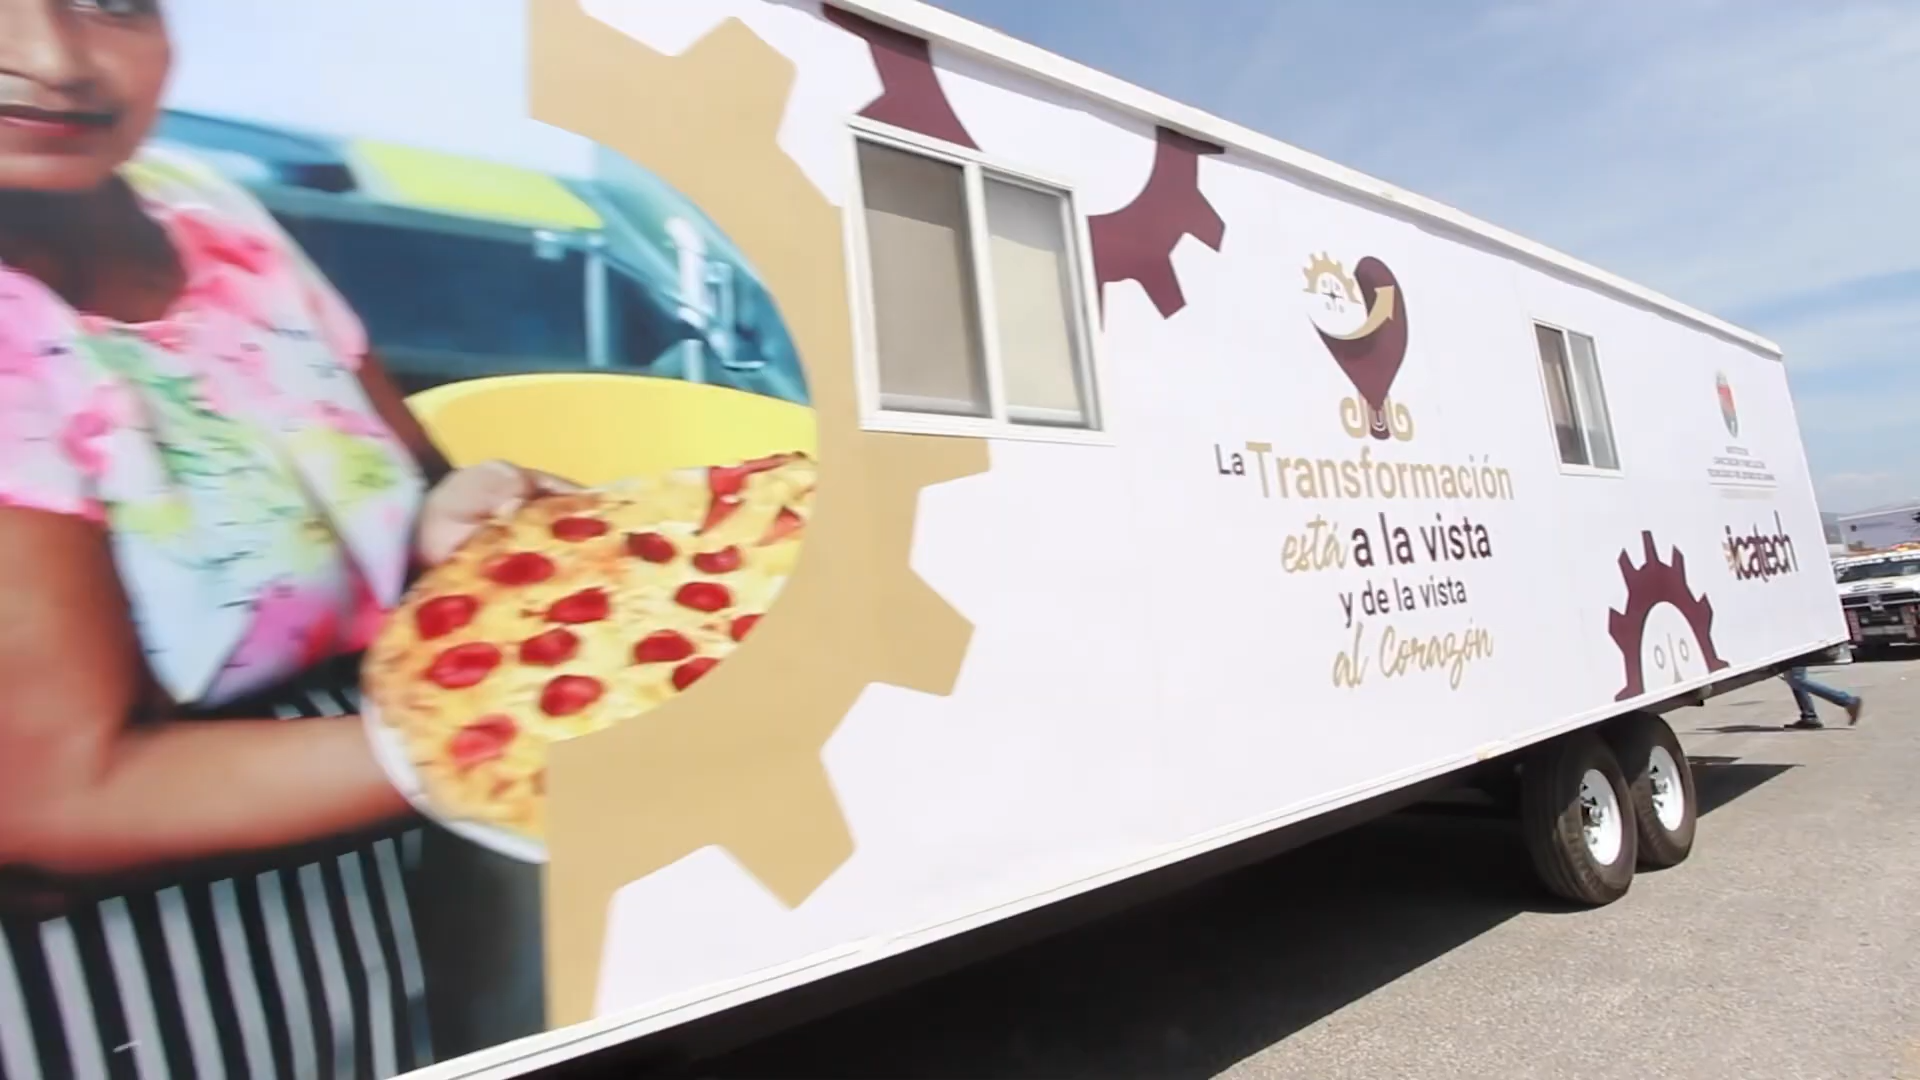 La Transformación
está a la vista
y de la vista
al Corazón
icatech